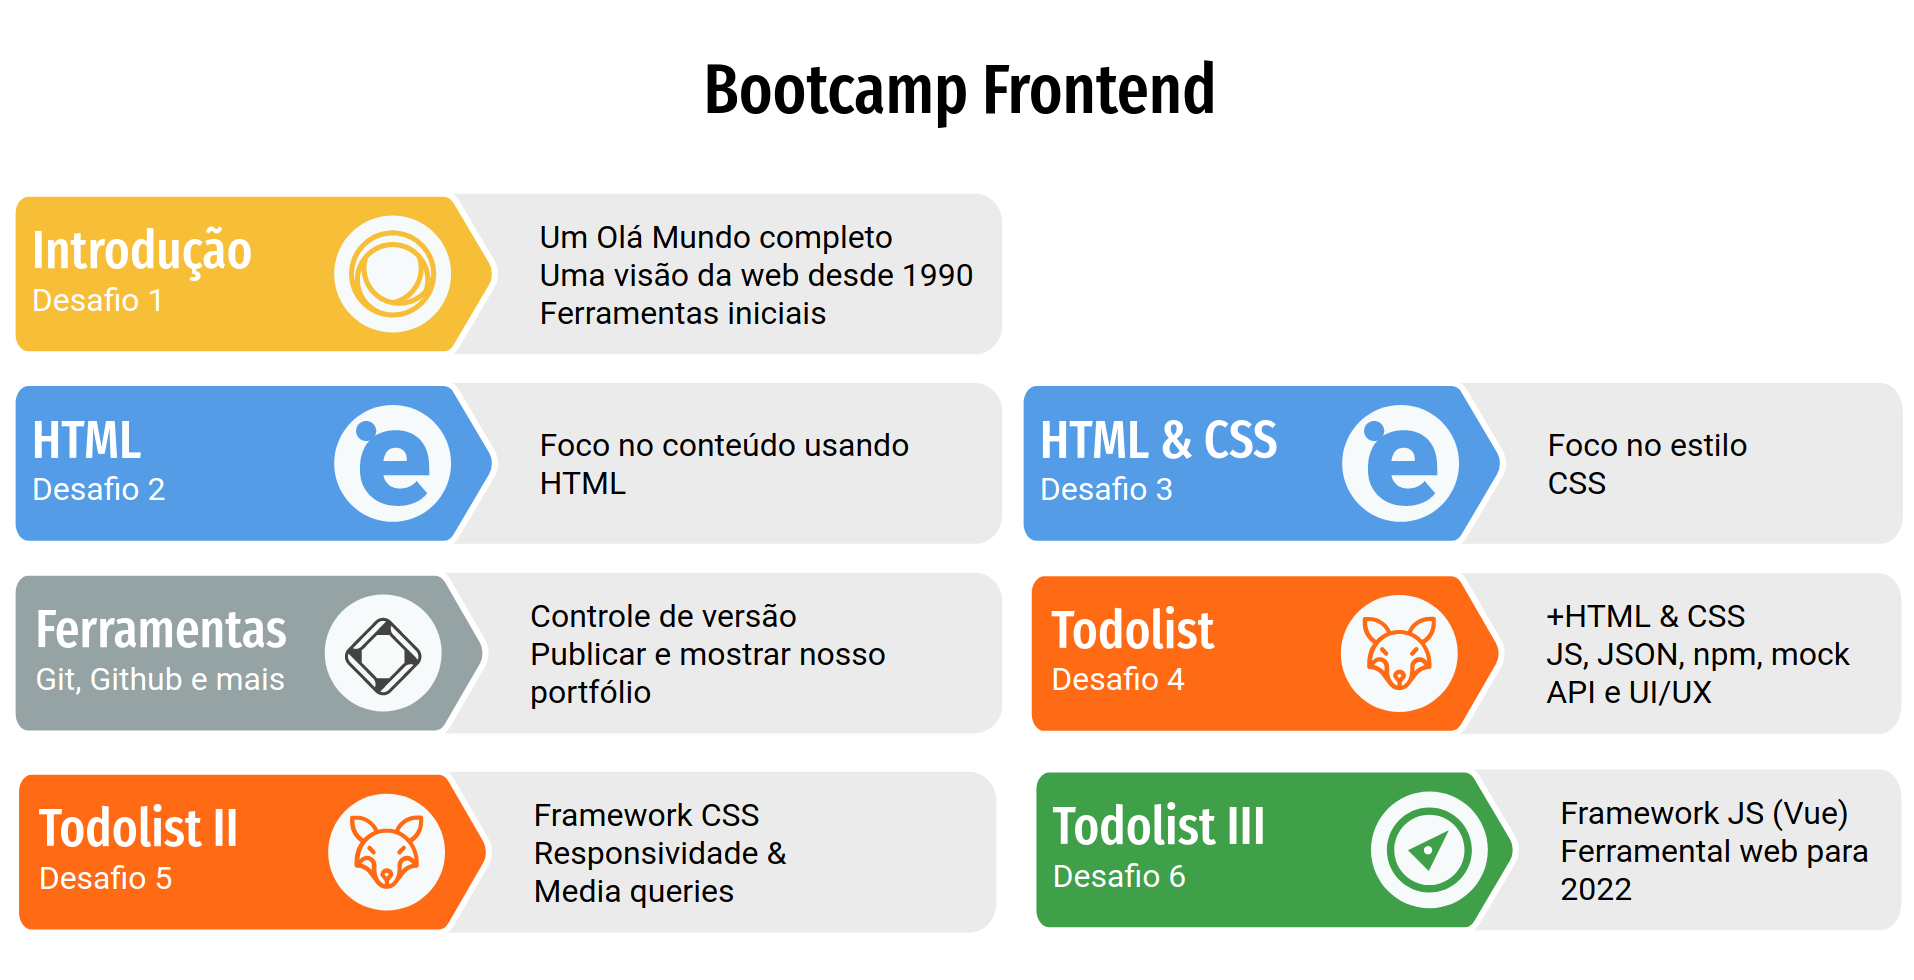 Bootcamp Frontend
Introdução
Desafio 1
Um Olá Mundo completo
Uma visão da web desde 1990
Ferramentas iniciais
HTML
Desafio 2
Foco no conteúdo usando
HTML
HTML & CSS
Desafio 3
Foco no estilo
CSS
Ferramentas
Git, Github e mais
Controle de versão
Publicar e mostrar nosso
portfólio
Todolist
Desafio 4
+HTML & CSS
JS, JSON, npm, mock
API e UI/UX
Todolist II
Desafio 5
Framework CSS
Responsividade &
Media queries
Todolist III
Desafio 6
Framework JS (Vue)
Ferramental web para
2022